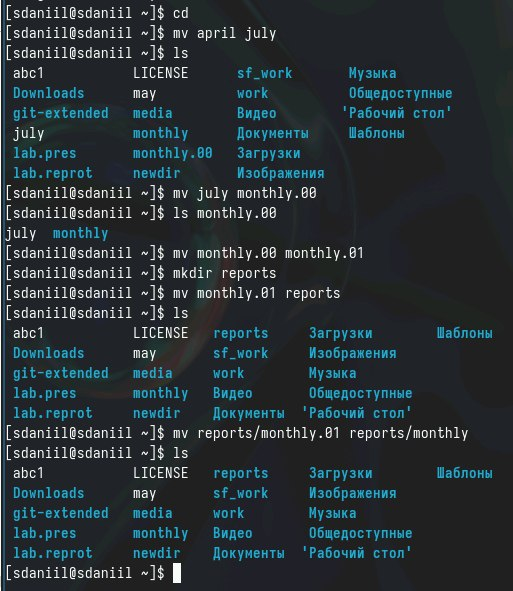 [sdaniil@sdaniil ~]$ cd
[sdaniil@sdaniil ~]$ mv april july
[sdaniil@sdaniil ~]$ ls
abc1 LICENSE sf_work Музыка
Downloads may work Общедоступные
git-extended media Видео 'Рабочий стол'
july monthly Документы Шаблоны
lab.pres monthly.00 Загрузки
lab.reprot newdir Изображения
[sdaniil@sdaniil ~]$ mv july monthly.00
[sdaniil@sdaniil ~]$ ls monthly.00
july monthly
[sdaniil@sdaniil ~]$ mv monthly.00 monthly.01
[sdaniil@sdaniil ~]$ mkdir reports
[sdaniil@sdaniil ~]$ mv monthly.01 reports
[sdaniil@sdaniil ~]$ ls
abc1 LICENSE reports Загрузки Шаблоны
Downloads may sf_work Изображения
git-extended media work Музыка
lab.pres monthly Видео Общедоступные
lab.reprot newdir Документы 'Рабочий стол'
[sdaniil@sdaniil ~]$ mv reports/monthly.01 reports/monthly
[sdaniil@sdaniil ~]$ ls
abc1 LICENSE reports Загрузки Шаблоны
Downloads may sf_work Изображения
git-extended media work Музыка
lab.pres monthly Видео Общедоступные
lab.reprot newdir Документы 'Рабочий стол'
[sdaniil@sdaniil ~]$